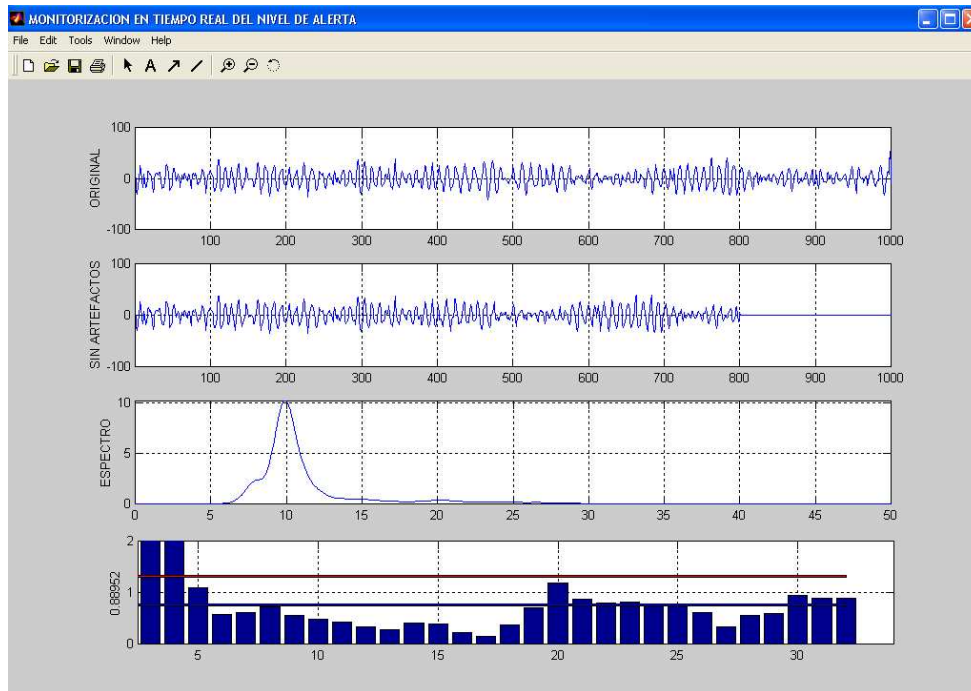 MONITORIZACION EN TIEMPO REAL DEL NIVEL DE ALERTA
File Edit Tools Window Help
A
ORIGINAL
100
0
-100
100 200 300 400 500 600 700 800 900 1000
SIN ARTEFACTOS
100
0
-100
100 200 300 400 500 600 700 800 900 1000
ESPECTRO
10
5
0
0 5 10 15 20 25 30 35 40 45 50
0.88952
2
1
0
5 10 15 20 25 30